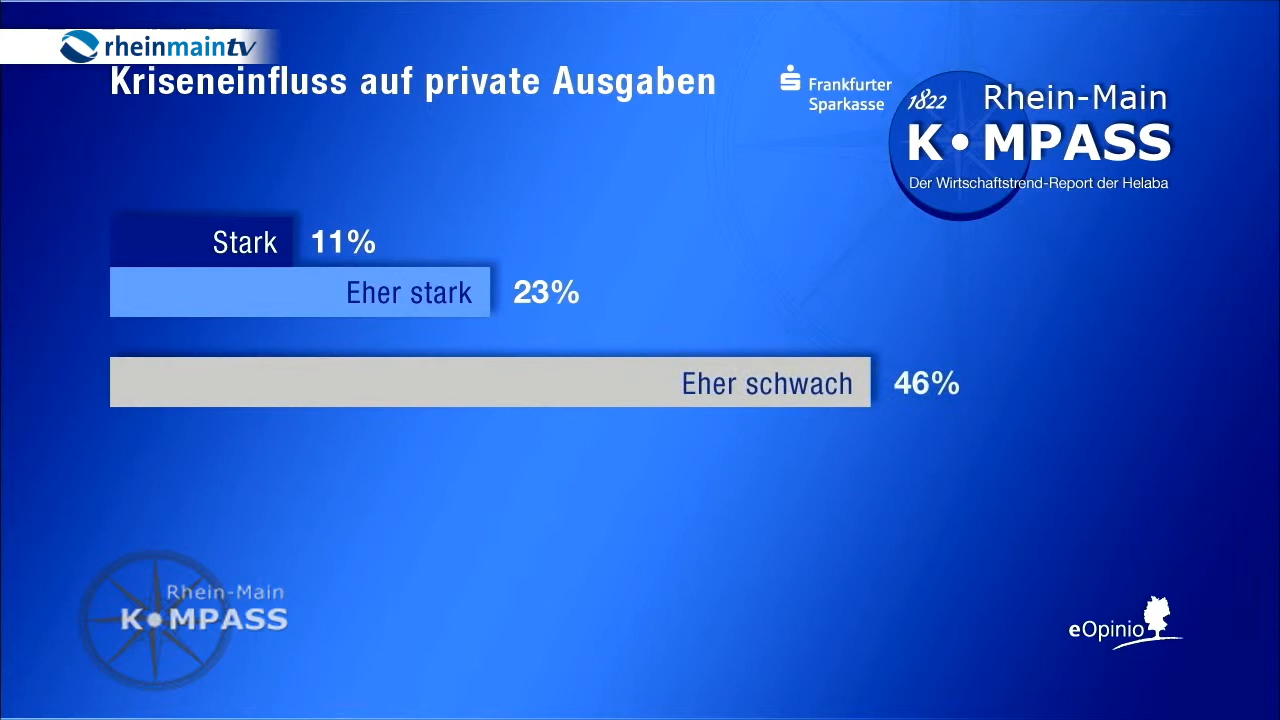 rheinmaintv
Kriseneinfluss auf private Ausgaben
Frankfurter
Sparkasse
1822
Rhein-Main
K•MPASS
Der Wirtschaftstrend-Report der Helaba
Stark 11%
Eher stark 23%
Eher schwach 46%
Rhein-Main
K•MPASS
eOpinio